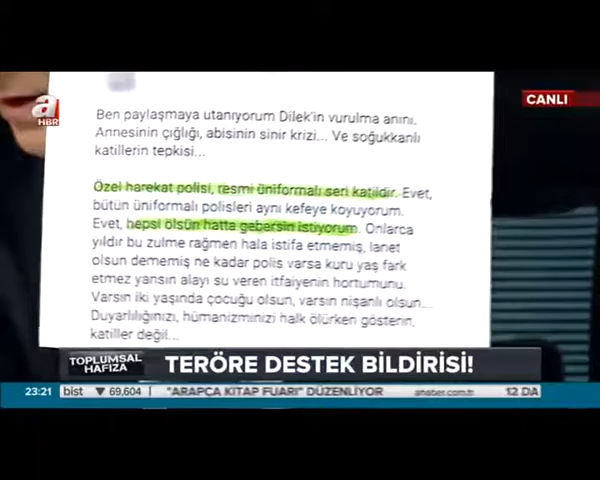 a
HBR
CANLI
Ben paylaşmaya utanıyorum Dilek'in vurulma anını.
Annesinin çığlığı, abisinin sinir krizi... Ve soğukkanlı
katillerin tepkisi...
Özel harekat polisi, resmi üniformalı seri katildir. Evet,
bütün üniformalı polisleri aynı kefeye koyuyorum.
Evet, hepsi ölsün hatta gebersin istiyorum. Onlarca
yıldır bu zulme rağmen hala istifa etmemiş, lanet
olsun dememiş ne kadar polis varsa kuru yaş fark
etmez yansın alayı su veren itfaiyenin hortumunu.
Varsın iki yaşında çocuğu olsun, varsın nişanlı olsun...
Duyarlılığınızı, hümanizminizi halk ölürken gösterin,
katiller değil...
TOPLUMSAL
HAFIZA
TERÖRE DESTEK BİLDİRİSİ!
23:21 bist ▼ 69,604 "ARAPÇA KİTAP FUARI" DÜZENLİYOR ahaber.com.tr 12 DA